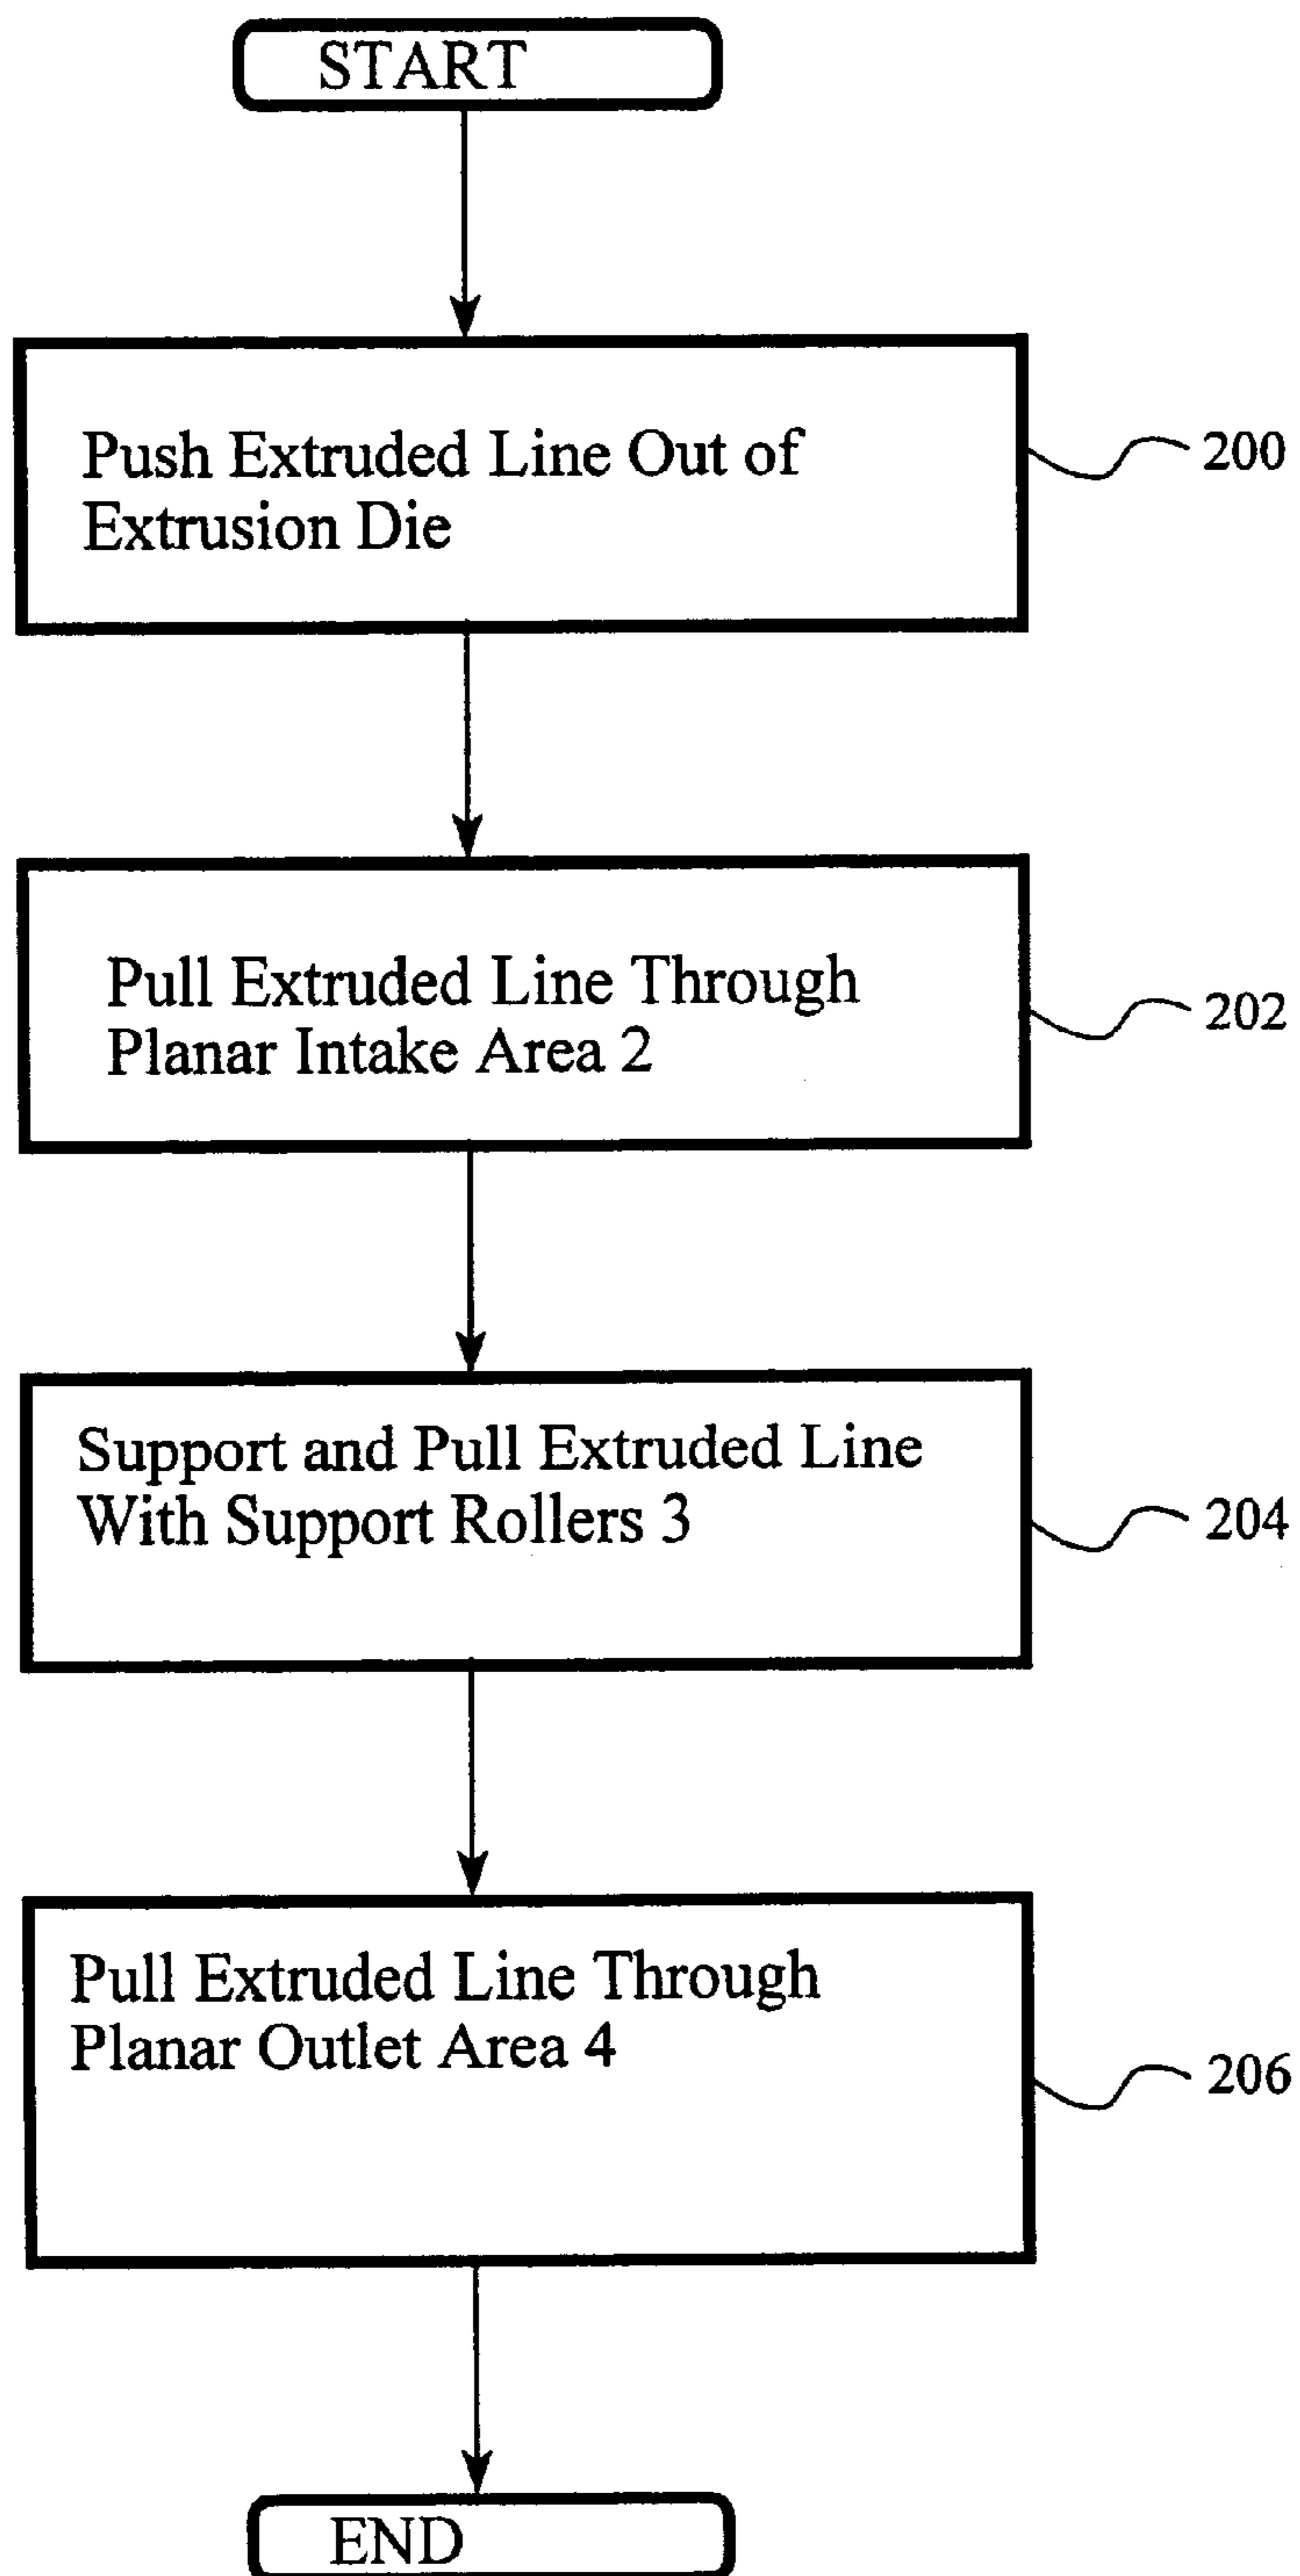 START
Push Extruded Line Out of
Extrusion Die
200
Pull Extruded Line Through
Planar Intake Area 2
202
Support and Pull Extruded Line
With Support Rollers 3
204
Pull Extruded Line Through
Planar Outlet Area 4
206
END